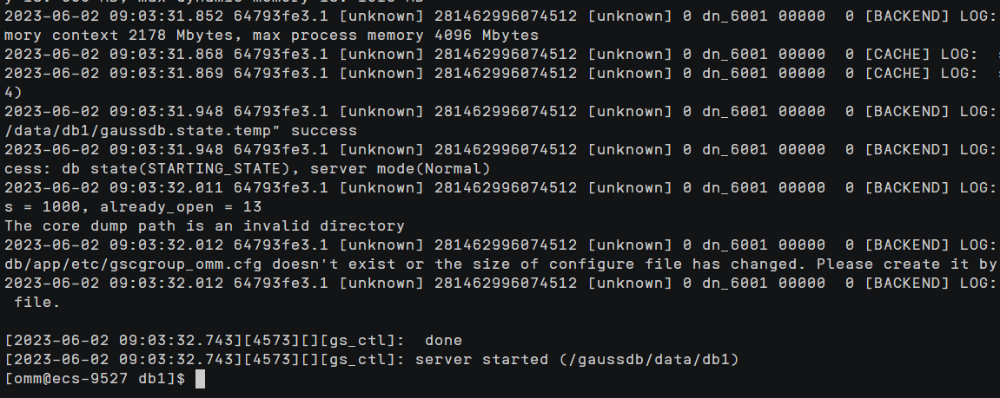 2023-06-02 09:03:31.852 64793fe3.1 [unknown] 281462996074512 [unknown] 0 dn_6001 00000  0 [BACKEND] LOG:
mory context 2178 Mbytes, max process memory 4096 Mbytes
2023-06-02 09:03:31.868 64793fe3.1 [unknown] 281462996074512 [unknown] 0 dn_6001 00000  0 [CACHE] LOG:
2023-06-02 09:03:31.869 64793fe3.1 [unknown] 281462996074512 [unknown] 0 dn_6001 00000  0 [CACHE] LOG:
4)
2023-06-02 09:03:31.948 64793fe3.1 [unknown] 281462996074512 [unknown] 0 dn_6001 00000  0 [BACKEND] LOG:
/data/db1/gaussdb.state.temp" success
2023-06-02 09:03:31.948 64793fe3.1 [unknown] 281462996074512 [unknown] 0 dn_6001 00000  0 [BACKEND] LOG:
cess: db state(STARTING_STATE), server mode(Normal)
2023-06-02 09:03:32.011 64793fe3.1 [unknown] 281462996074512 [unknown] 0 dn_6001 00000  0 [BACKEND] LOG:
s = 1000, already_open = 13
The core dump path is an invalid directory
2023-06-02 09:03:32.012 64793fe3.1 [unknown] 281462996074512 [unknown] 0 dn_6001 00000  0 [BACKEND] LOG:
db/app/etc/gscgroup_omm.cfg doesn't exist or the size of configure file has changed. Please create it by
2023-06-02 09:03:32.012 64793fe3.1 [unknown] 281462996074512 [unknown] 0 dn_6001 00000  0 [BACKEND] LOG:
 file.
[2023-06-02 09:03:32.743][4573][][gs_ctl]:  done
[2023-06-02 09:03:32.743][4573][][gs_ctl]: server started (/gaussdb/data/db1)
[omm@ecs-9527 db1]$